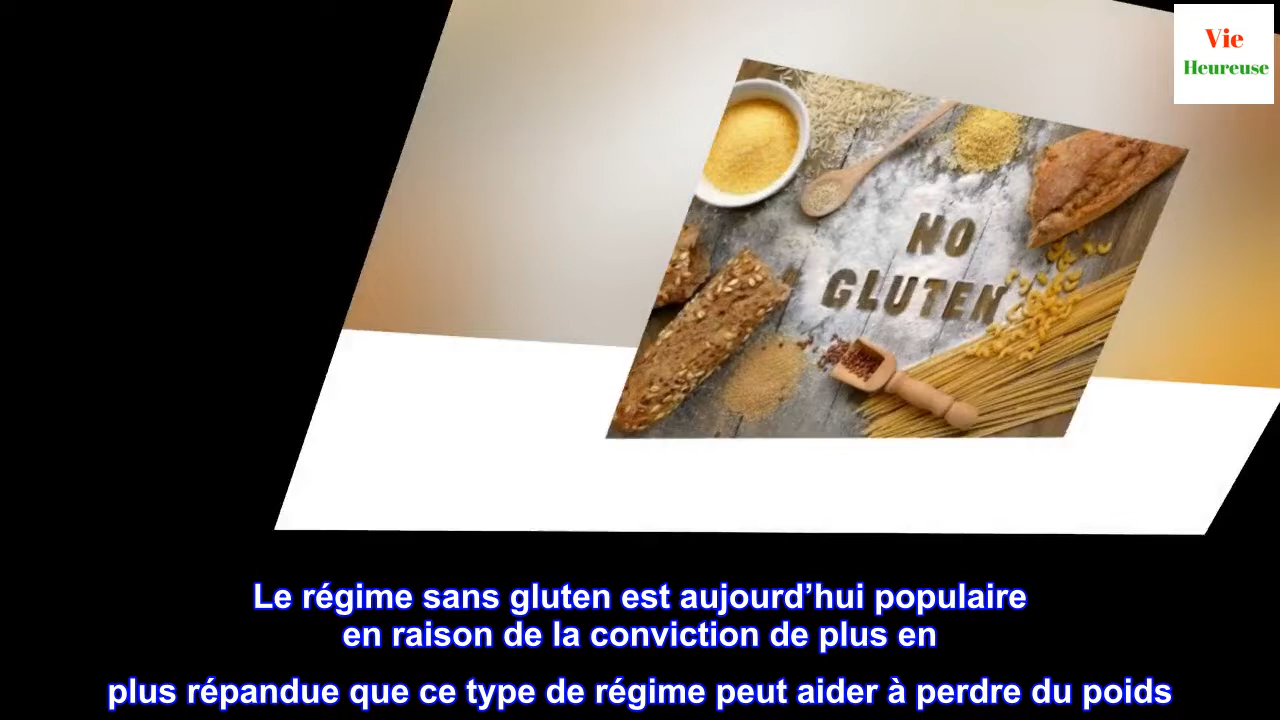 Vie
Heureuse
NO
GLUTEN
Le régime sans gluten est aujourd’hui populaire
en raison de la conviction de plus en
plus répandue que ce type de régime peut aider à perdre du poids